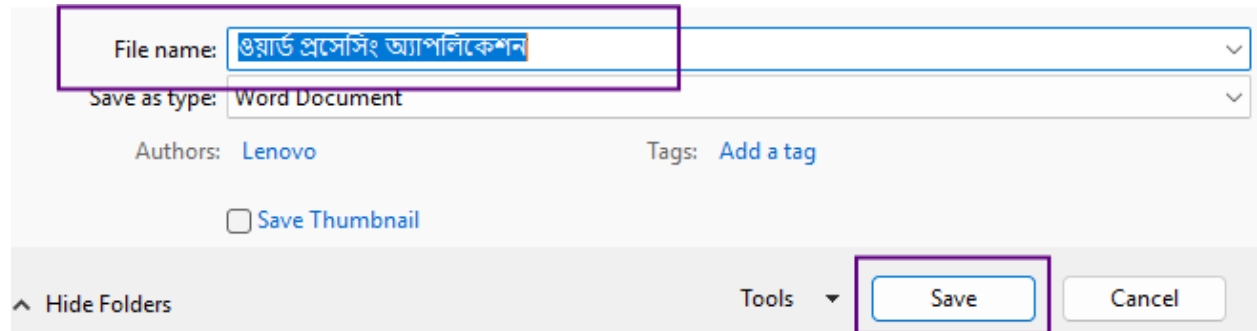 File name: ওয়ার্ড প্রসেসিং অ্যাপলিকেশন
Save as type: Word Document
Authors: Lenovo Tags: Add a tag
Save Thumbnail
Hide Folders Tools Save Cancel